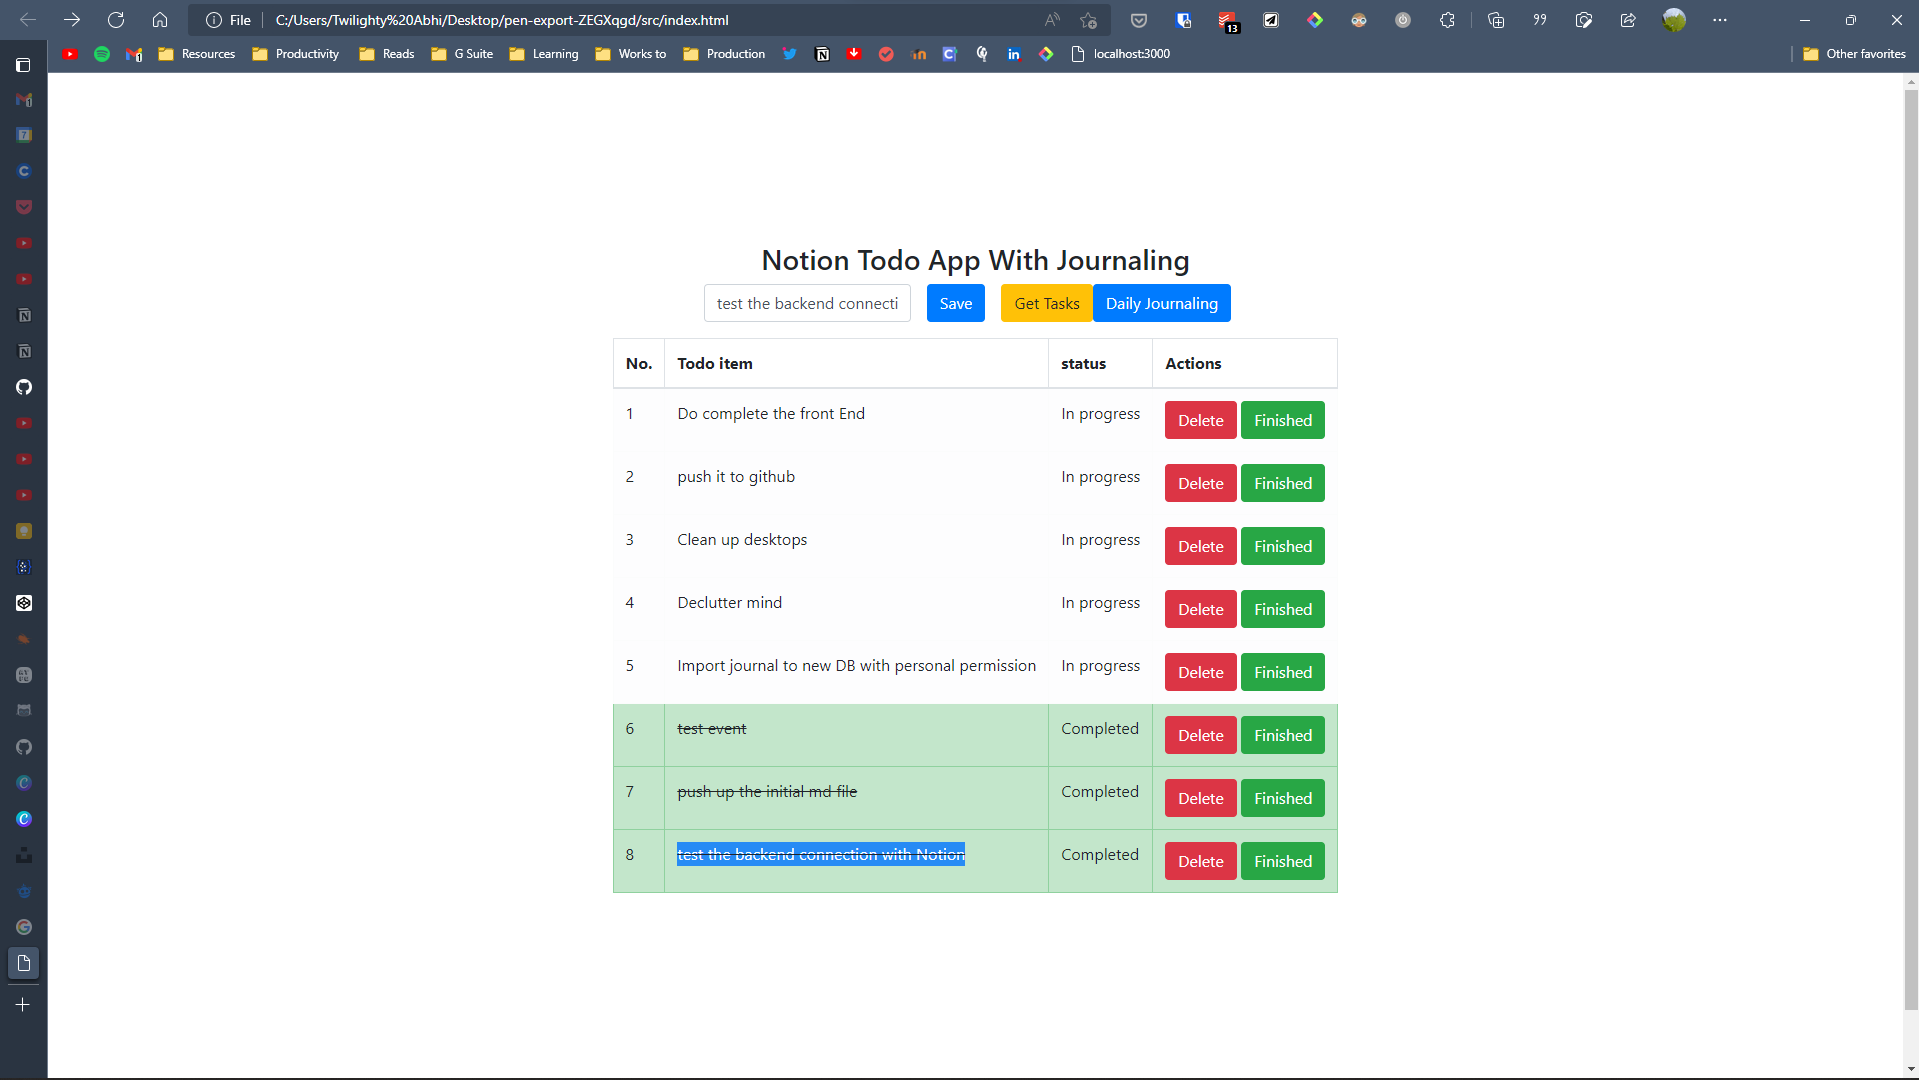 File C:/Users/Twilighty%20Abhi/Desktop/pen-export-ZEGXqgd/src/index.html
13
Resources Productivity Reads G Suite Learning Works to Production localhost:3000 Other favorites
Notion Todo App With Journaling
test the backend connecti Save Get Tasks Daily Journaling
No. Todo item status Actions
1 Do complete the front End In progress Delete Finished
2 push it to github In progress Delete Finished
3 Clean up desktops In progress Delete Finished
4 Declutter mind In progress Delete Finished
5 Import journal to new DB with personal permission In progress Delete Finished
6 test event Completed Delete Finished
7 push up the initial md file Completed Delete Finished
8 test the backend connection with Notion Completed Delete Finished